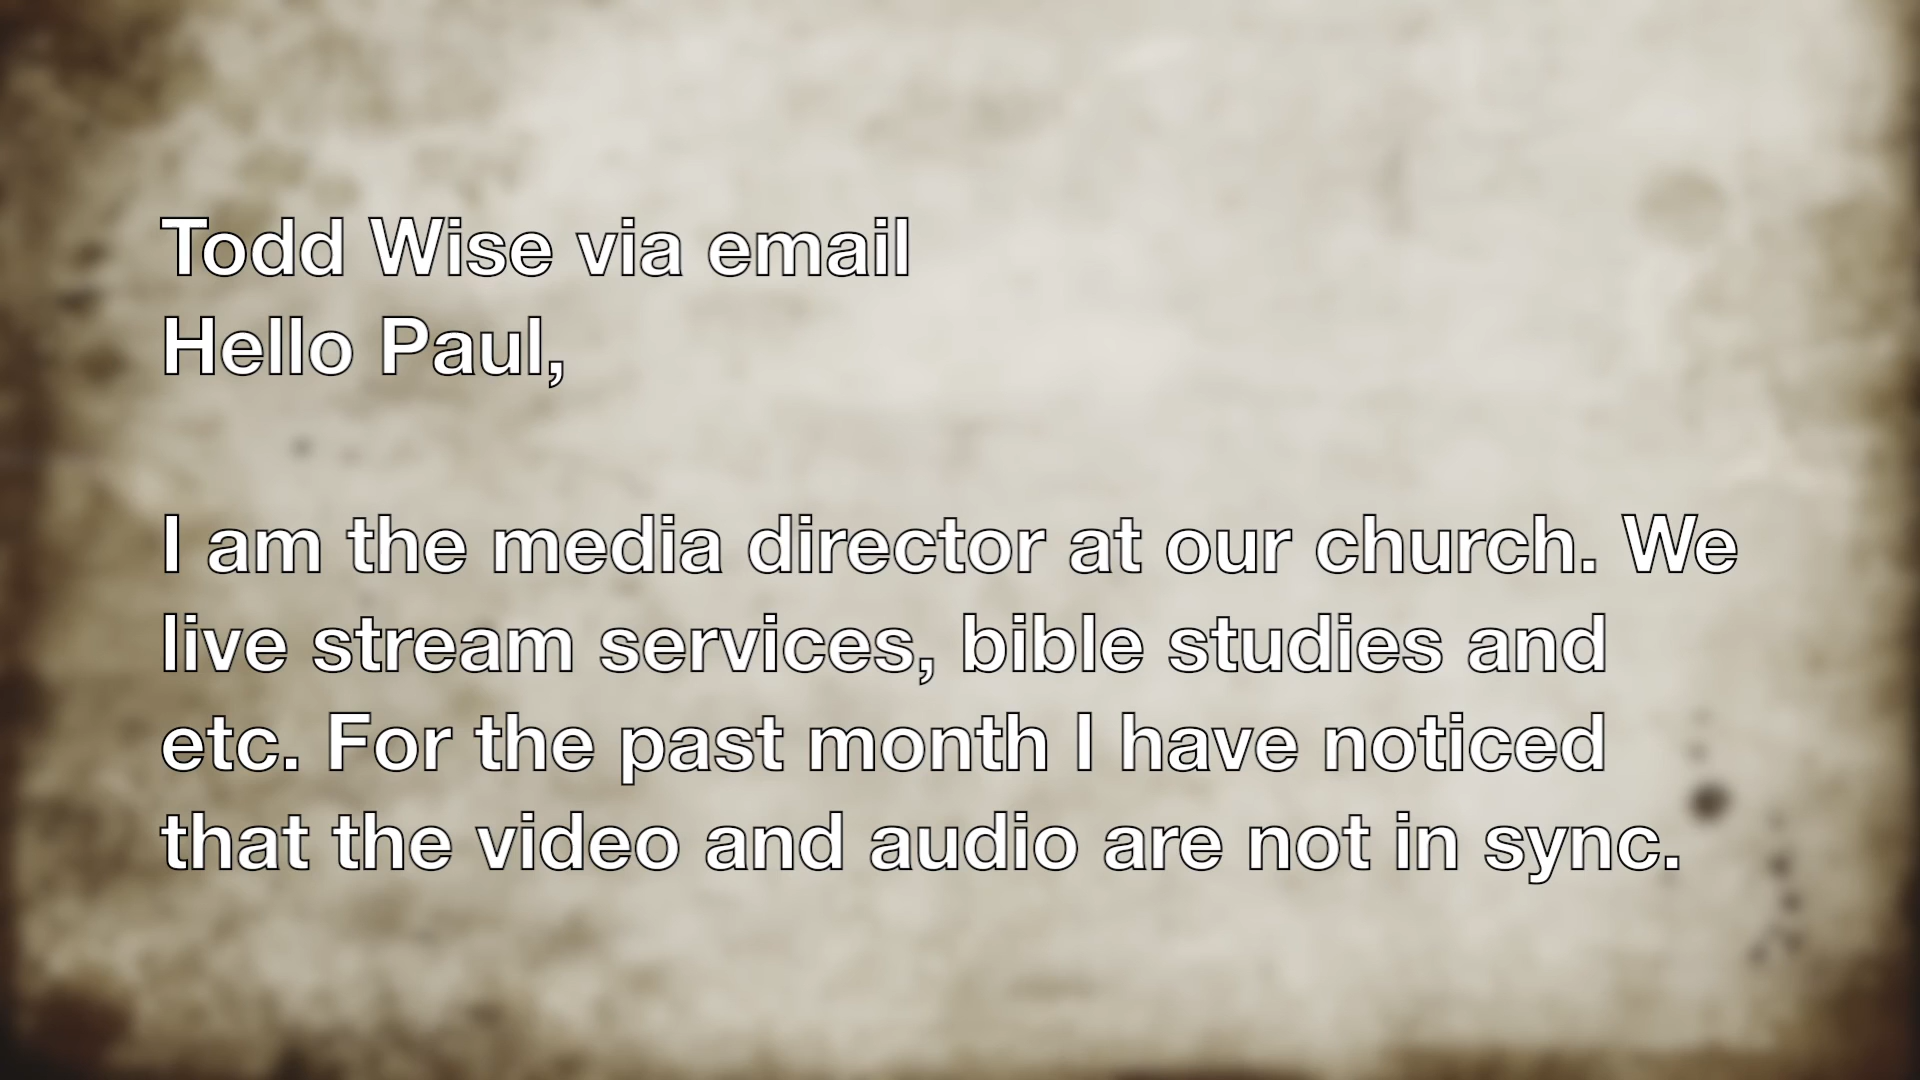 Todd Wise via email
Hello Paul,
I am the media director at our church. We
live stream services, bible studies and
etc. For the past month I have noticed
that the video and audio are not in sync.